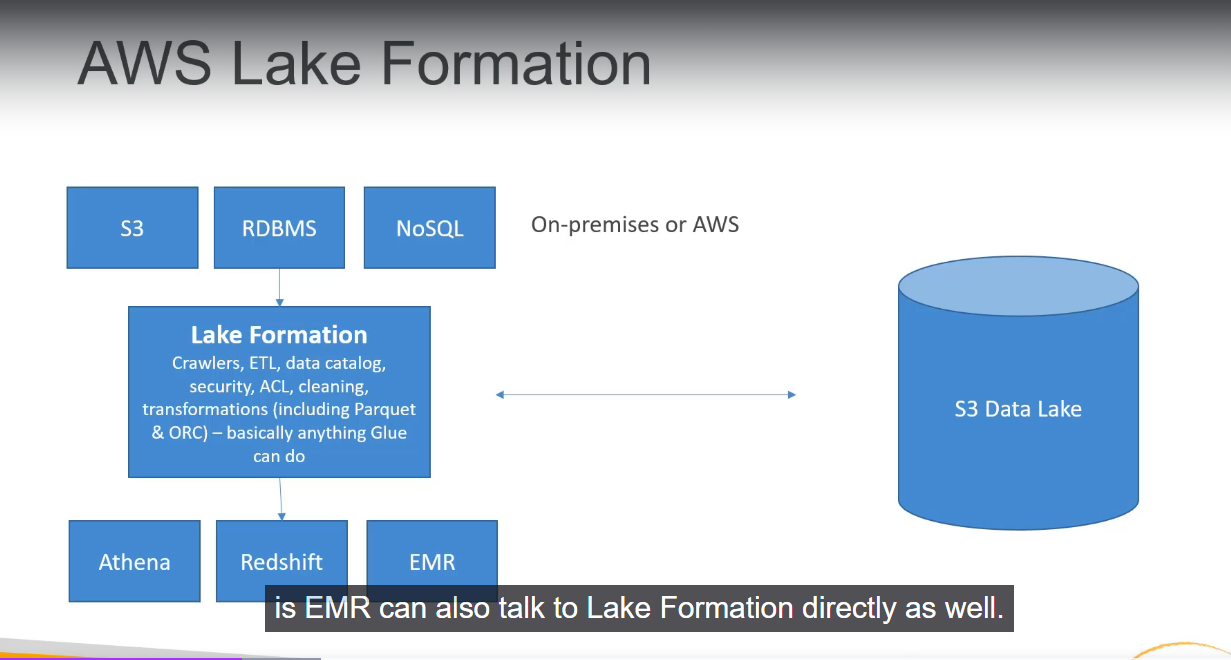 AWS Lake Formation
S3
RDBMS
NoSQL
On-premises or AWS
Lake Formation
Crawlers, ETL, data catalog,
security, ACL, cleaning,
transformations (including Parquet
& ORC) – basically anything Glue
can do
S3 Data Lake
Athena
Redshift
EMR
is EMR can also talk to Lake Formation directly as well.